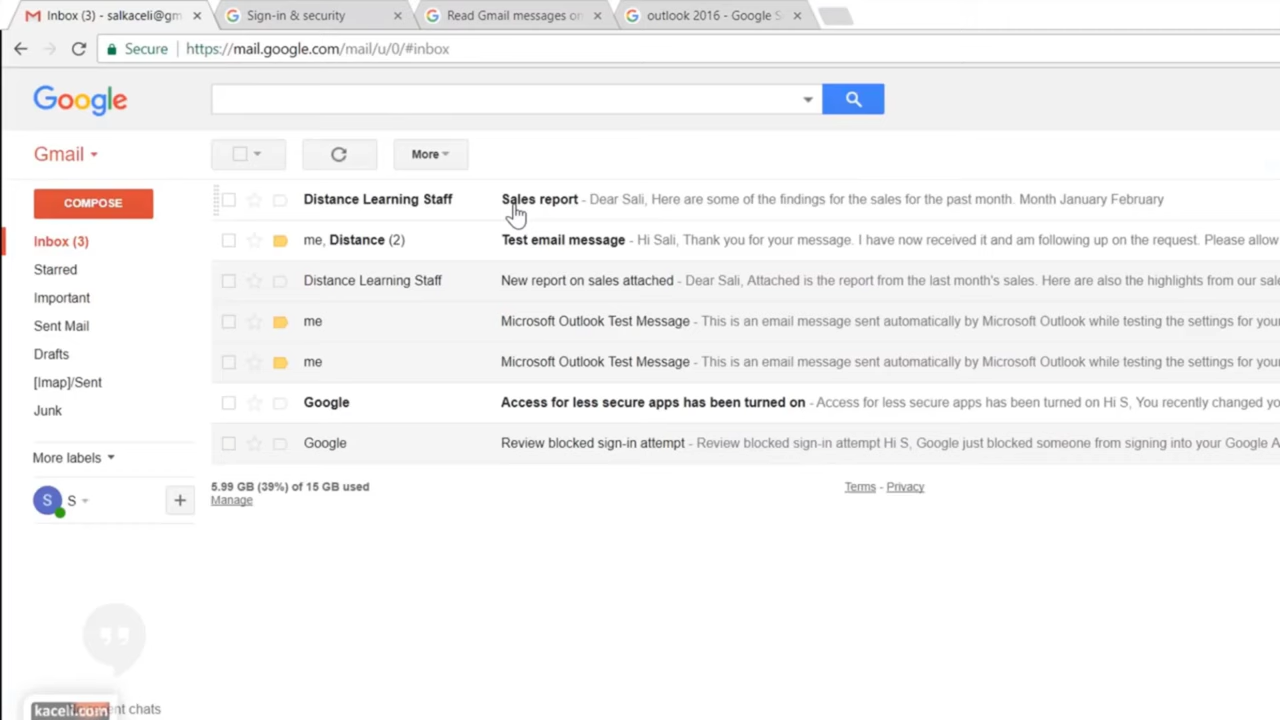 Inbox (3) - salkaceli@gm
Sign-in & security
Read Gmail messages on
outlook 2016 - Google S
Secure
https://mail.google.com/mail/u/0/#inbox
Google
Gmail
More
COMPOSE
Inbox (3)
Starred
Important
Sent Mail
Drafts
[Imap]/Sent
Junk
More labels
S S
Distance Learning Staff Sales report - Dear Sali, Here are some of the findings for the sales for the past month. Month January February
me, Distance (2) Test email message - Hi Sali, Thank you for your message. I have now received it and am following up on the request. Please allow
Distance Learning Staff New report on sales attached - Dear Sali, Attached is the report from the last month's sales. Here are also the highlights from our sale
me Microsoft Outlook Test Message - This is an email message sent automatically by Microsoft Outlook while testing the settings for your
me Microsoft Outlook Test Message - This is an email message sent automatically by Microsoft Outlook while testing the settings for your
Google Access for less secure apps has been turned on - Access for less secure apps has been turned on Hi S, You recently changed yo
Google Review blocked sign-in attempt - Review blocked sign-in attempt Hi S, Google just blocked someone from signing into your Google A
5.99 GB (39%) of 15 GB used
Manage
Terms - Privacy
kaceli.com
ent chats